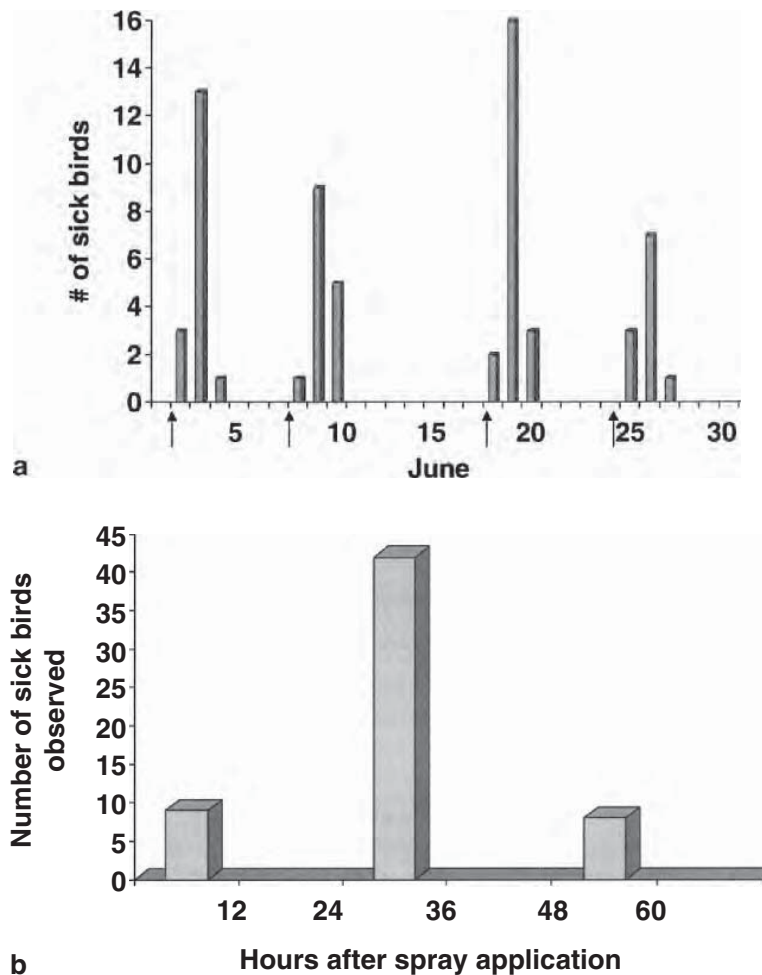 16
14
12
10
8
6
4
2
0
# of sick birds
5 10 15 20 25 30
June
a
45
40
35
30
25
20
15
10
5
0
Number of sick birds
observed
12 24 36 48 60
Hours after spray application
b